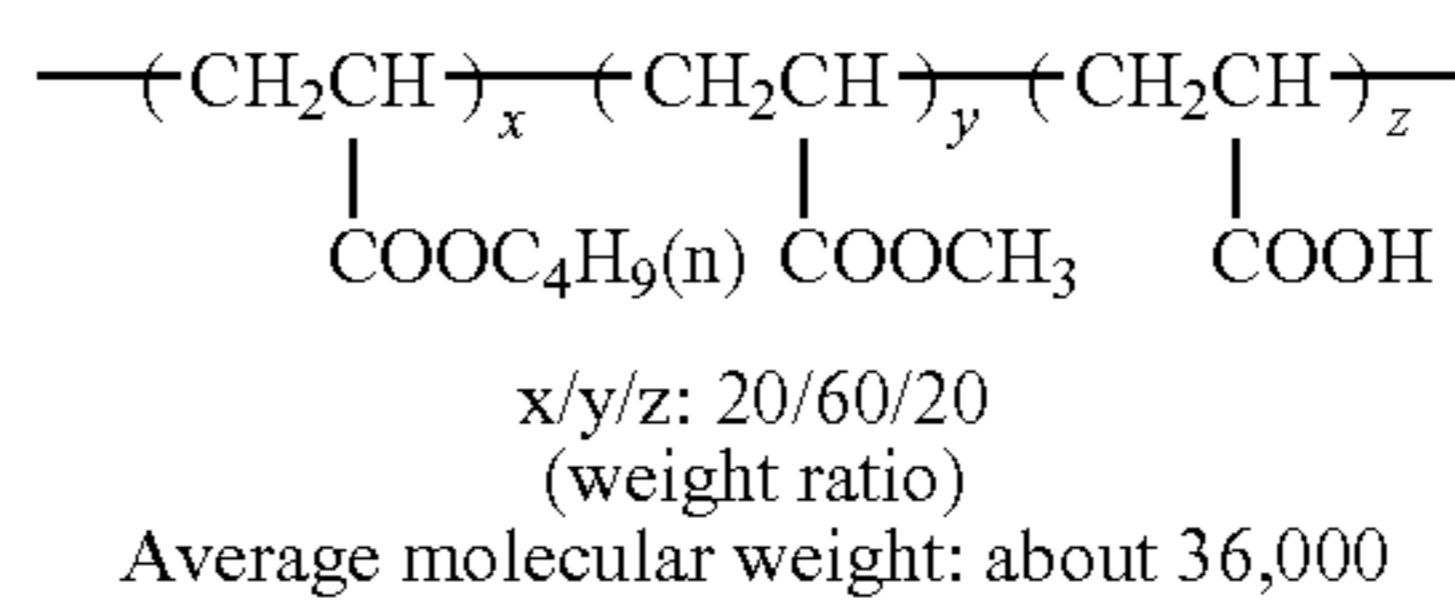 —(CH₂CH)ₓ—(CH₂CH)y—(CH₂CH)z—
COOC₄H₉(n) COOCH₃ COOH
x/y/z: 20/60/20
(weight ratio)
Average molecular weight: about 36,000